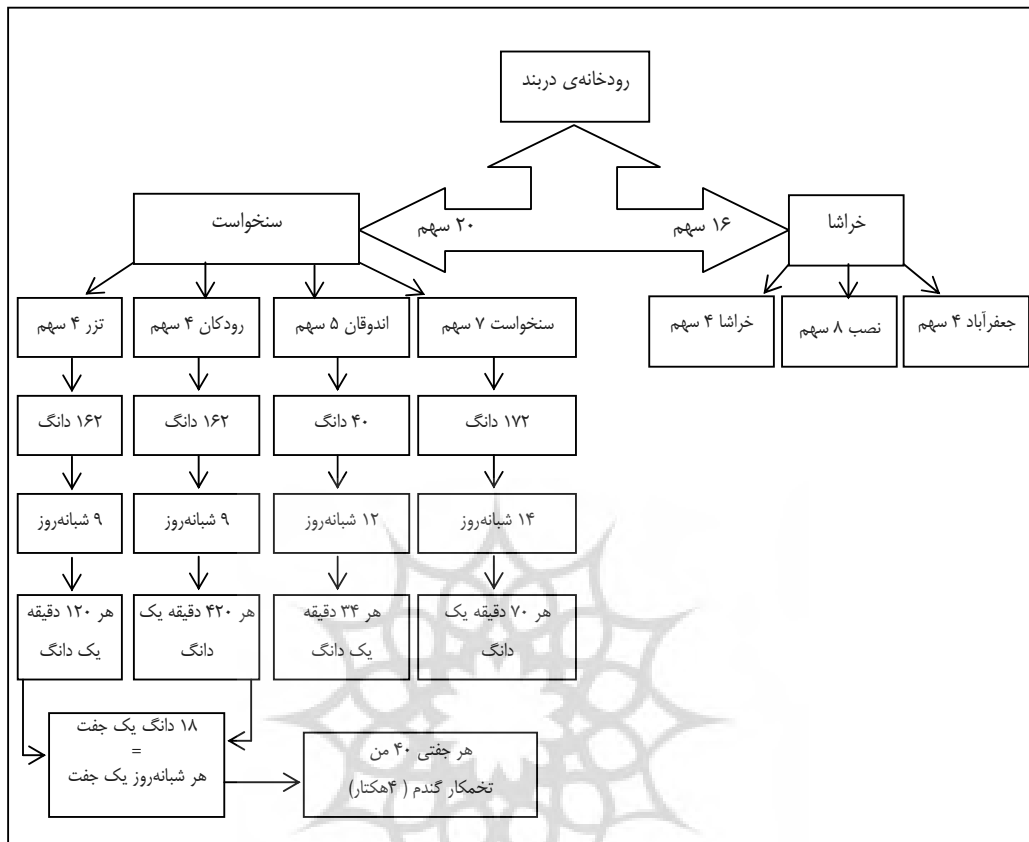 رودخانه‌ی دربند
سنخواست
۲۰ سهم
۱۶ سهم
خراشا
تزر ۴ سهم
رودکان ۴ سهم
اندوقان ۵ سهم
سنخواست ۷ سهم
خراشا ۴ سهم
نصب ۸ سهم
جعفرآباد ۴ سهم
۱۶۲ دانگ
۱۶۲ دانگ
۴۰ دانگ
۱۷۲ دانگ
۹ شبانه‌روز
۹ شبانه‌روز
۱۲ شبانه‌روز
۱۴ شبانه‌روز
هر ۱۲۰ دقیقه
یک دانگ
هر ۴۲۰ دقیقه یک
دانگ
هر ۳۴ دقیقه
یک دانگ
هر ۷۰ دقیقه یک
دانگ
۱۸ دانگ یک جفت
=
هر شبانه‌روز یک جفت
هر جفتی ۴۰ من
تخمکار گندم ( ۴هکتار)